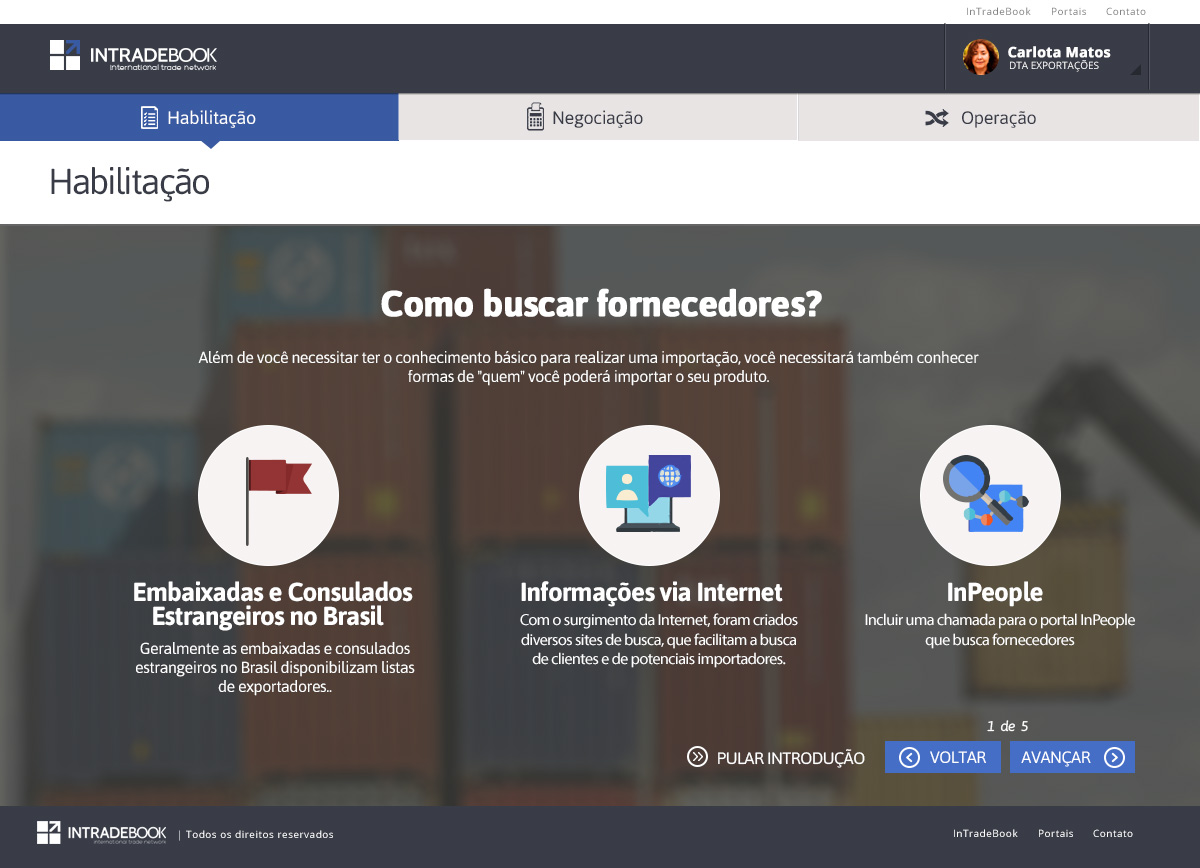 InTradeBook Portais Contato
INTRADEBOOK
international trade network
Carlota Matos
DTA EXPORTAÇÕES
Habilitação
Negociação
Operação
Habilitação
Como buscar fornecedores?
Além de você necessitar ter o conhecimento básico para realizar uma importação, você necessitará também conhecer
formas de "quem" você poderá importar o seu produto.
Embaixadas e Consulados
Estrangeiros no Brasil
Geralmente as embaixadas e consulados
estrangeiros no Brasil disponibilizam listas
de exportadores..
Informações via Internet
Com o surgimento da Internet, foram criados
diversos sites de busca, que facilitam a busca
de clientes e de potenciais importadores.
InPeople
Incluir uma chamada para o portal InPeople
que busca fornecedores
1 de 5
PULAR INTRODUÇÃO
VOLTAR
AVANÇAR
INTRADEBOOK
international trade network
| Todos os direitos reservados
InTradeBook Portais Contato